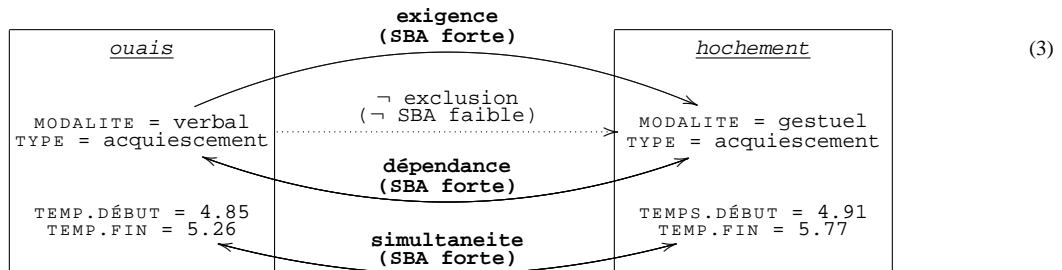 exigence
(SBA forte)
ouais
hochement
(3)
¬ exclusion
(¬ SBA faible)
MODALITE = verbal
TYPE = acquiescement
MODALITE = gestuel
TYPE = acquiescement
dépendance
(SBA forte)
TEMP.DÉBUT = 4.85
TEMP.FIN = 5.26
TEMPS.DÉBUT = 4.91
TEMP.FIN = 5.77
simultaneite
(SBA forte)